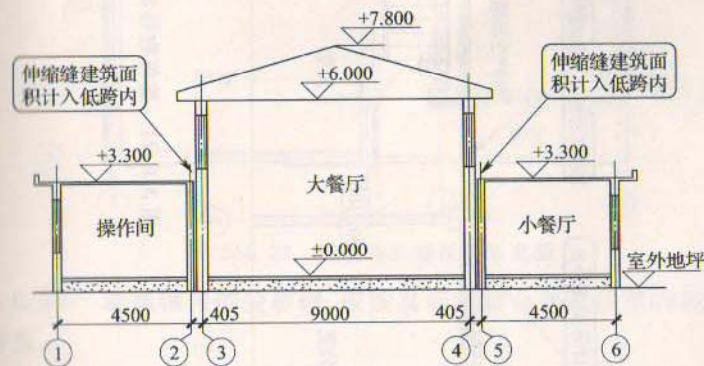 +7.800
伸缩缝建筑面
积计入低跨内
+6.000
伸缩缝建筑面
积计入低跨内
+3.300
大餐厅
+3.300
操作间
小餐厅
±0.000
室外地坪
4500
405
9000
405
4500
1
2
3
4
5
6